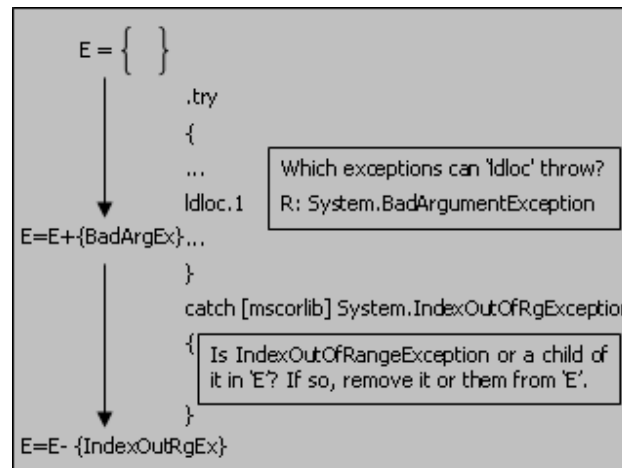 E = { }
.try
{
...
Which exceptions can 'ldloc' throw?
ldloc.1
R: System.BadArgumentException
E=E+{BadArgEx}...
}
catch [mscorlib] System.IndexOutOfRgException
{
Is IndexOutOfRangeException or a child of
it in 'E'? If so, remove it or them from 'E'.
}
E=E- {IndexOutRgEx}